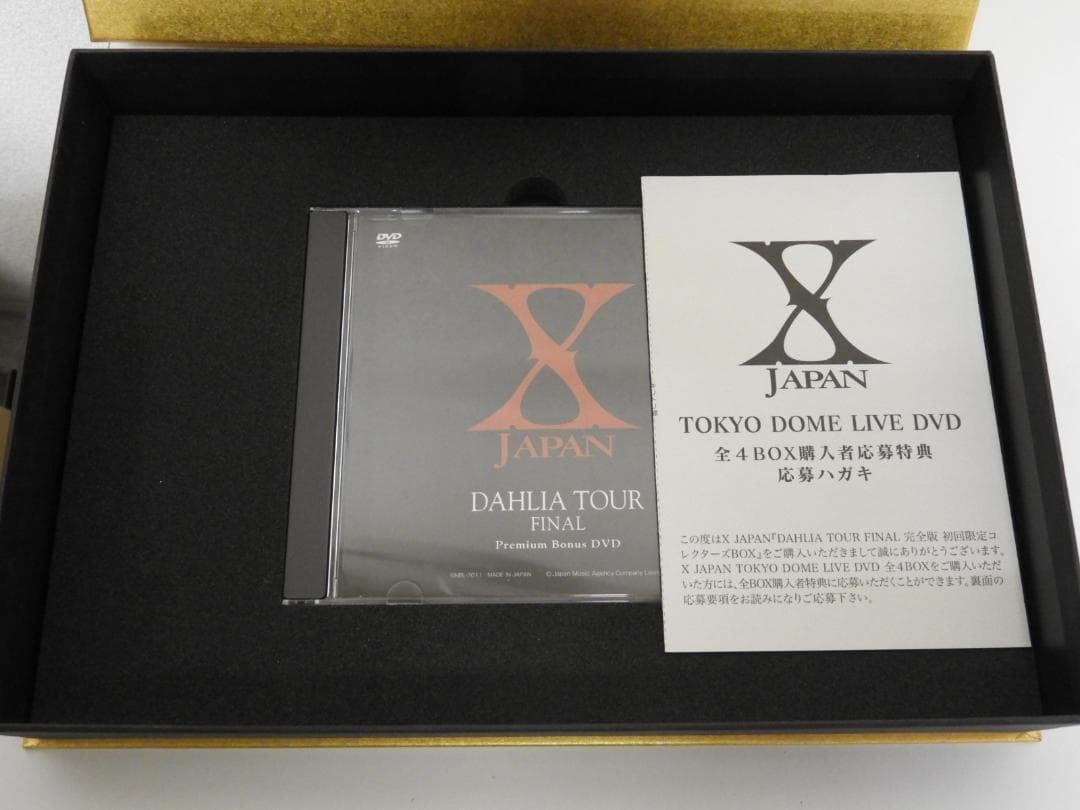 DVD
VIDEO
X
JAPAN
DAHLIA TOUR
FINAL
Premium Bonus DVD
MADE IN JAPAN
© Japan Music Agency Company
X
JAPAN
TOKYO DOME LIVE DVD
全4BOX購入者応募特典
応募ハガキ
この度はX JAPAN『DAHLIA TOUR FINAL 完全版 初回限定コ
レクターズBOX』をご購入いただきまして誠にありがとうございます。
X JAPAN TOKYO DOME LIVE DVD 全4BOXをご購入いただ
いた方には、全BOX購入者特典に応募いただくことができます。裏面の
応募要項をお読みになりご応募下さい。